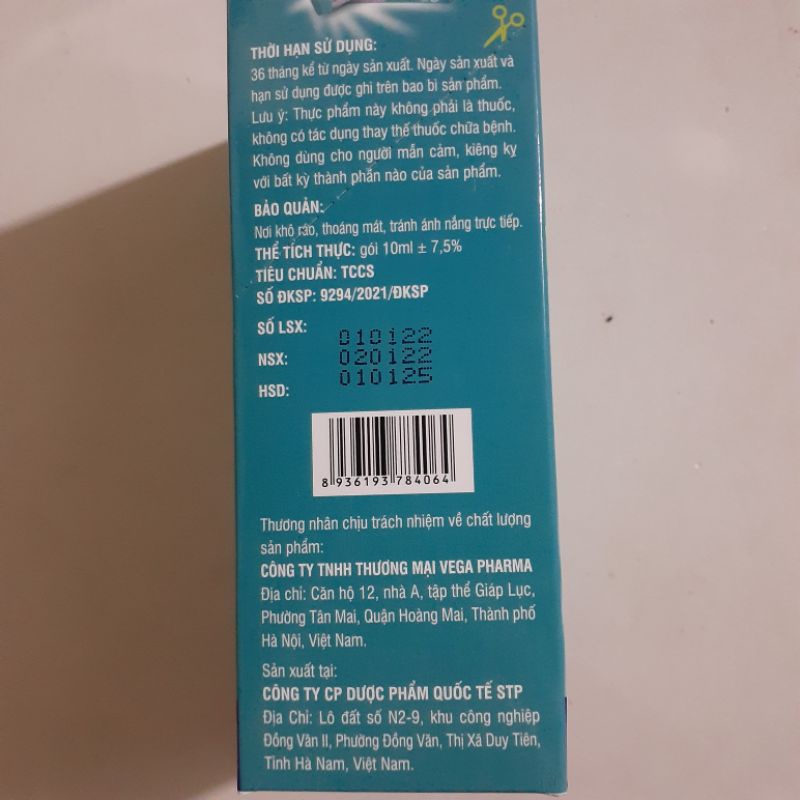 THỜI HẠN SỬ DỤNG:
36 tháng kể từ ngày sản xuất. Ngày sản xuất và
hạn sử dụng được ghi trên bao bì sản phẩm.
Lưu ý: Thực phẩm này không phải là thuốc,
không có tác dụng thay thế thuốc chữa bệnh.
Không dùng cho người mẫn cảm, kiêng kỵ
với bất kỳ thành phần nào của sản phẩm.
BẢO QUẢN:
Nơi khô ráo, thoáng mát, tránh ánh nắng trực tiếp.
THỂ TÍCH THỰC: gói 10ml ± 7,5%
TIÊU CHUẨN: TCCS
SỐ ĐKSP: 9294/2021/ĐKSP
SỐ LSX: 010122
NSX: 020122
HSD: 010125
8 936193 784064
Thương nhân chịu trách nhiệm về chất lượng
sản phẩm:
CÔNG TY TNHH THƯƠNG MẠI VEGA PHARMA
Địa chỉ: Căn hộ 12, nhà A, tập thể Giáp Lục,
Phường Tân Mai, Quận Hoàng Mai, Thành phố
Hà Nội, Việt Nam.
Sản xuất tại:
CÔNG TY CP DƯỢC PHẨM QUỐC TẾ STP
Địa Chỉ: Lô đất số N2-9, khu công nghiệp
Đồng Văn II, Phường Đồng Văn, Thị Xã Duy Tiên,
Tỉnh Hà Nam, Việt Nam.